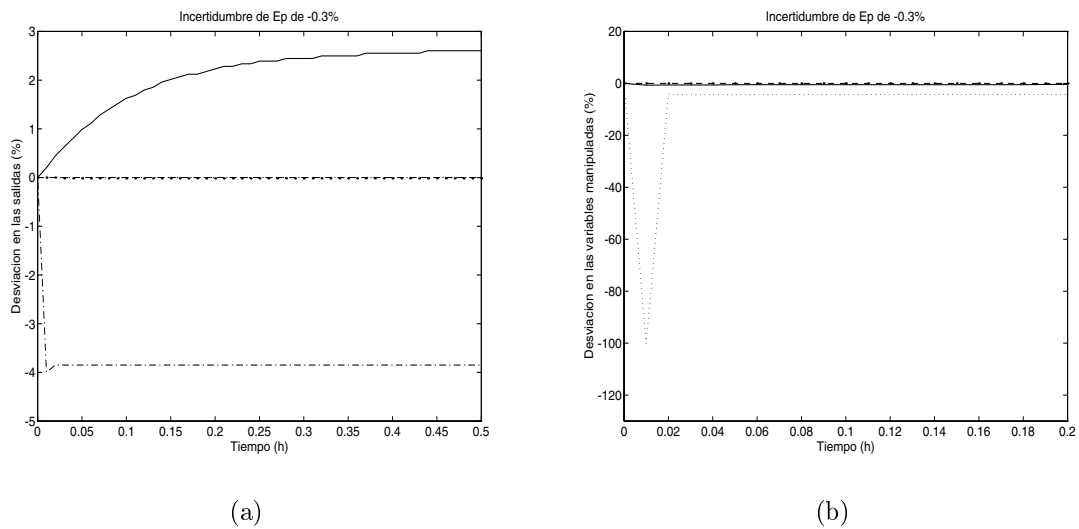 Incertidumbre de Ep de -0.3%
Desviacion en las salidas (%)
3
2
1
0
-1
-2
-3
-4
-5
0 0.05 0.1 0.15 0.2 0.25 0.3 0.35 0.4 0.45 0.5
Tiempo (h)
(a)
Incertidumbre de Ep de -0.3%
Desviacion en las variables manipuladas (%)
20
0
-20
-40
-60
-80
-100
-120
0 0.02 0.04 0.06 0.08 0.1 0.12 0.14 0.16 0.18 0.2
Tiempo (h)
(b)